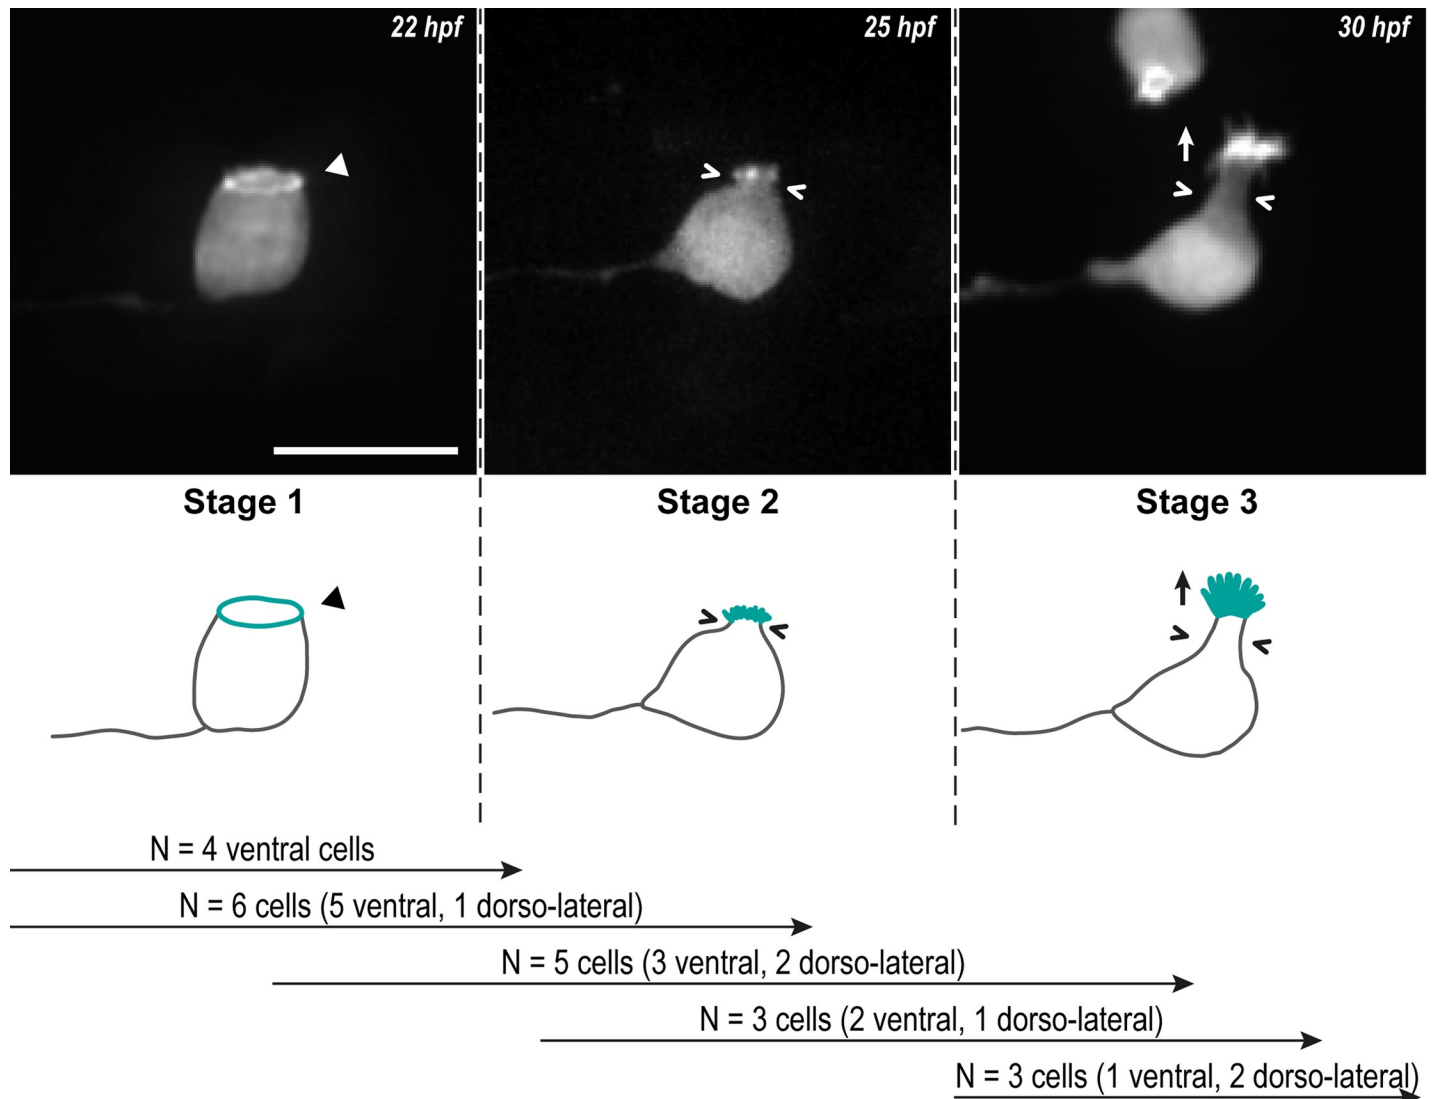 22 hpf
25 hpf
30 hpf
Stage 1
Stage 2
Stage 3
N = 4 ventral cells
N = 6 cells (5 ventral, 1 dorso-lateral)
N = 5 cells (3 ventral, 2 dorso-lateral)
N = 3 cells (2 ventral, 1 dorso-lateral)
N = 3 cells (1 ventral, 2 dorso-lateral)